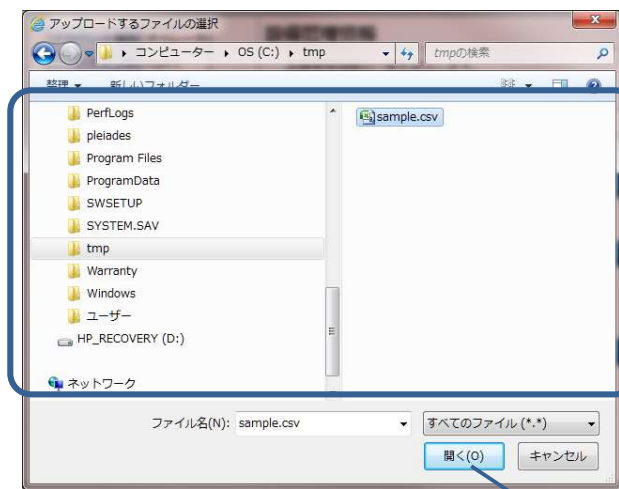 アップロードするファイルの選択
コンピューター ▸ OS (C:) ▸ tmp
tmpの検索
整理 新しいフォルダー
PerfLogs
pleiades
Program Files
ProgramData
SWSETUP
SYSTEM.SAV
tmp
Warranty
Windows
ユーザー
HP_RECOVERY (D:)
ネットワーク
sample.csv
ファイル名(N): sample.csv すべてのファイル (*.*)
開く(O) キャンセル